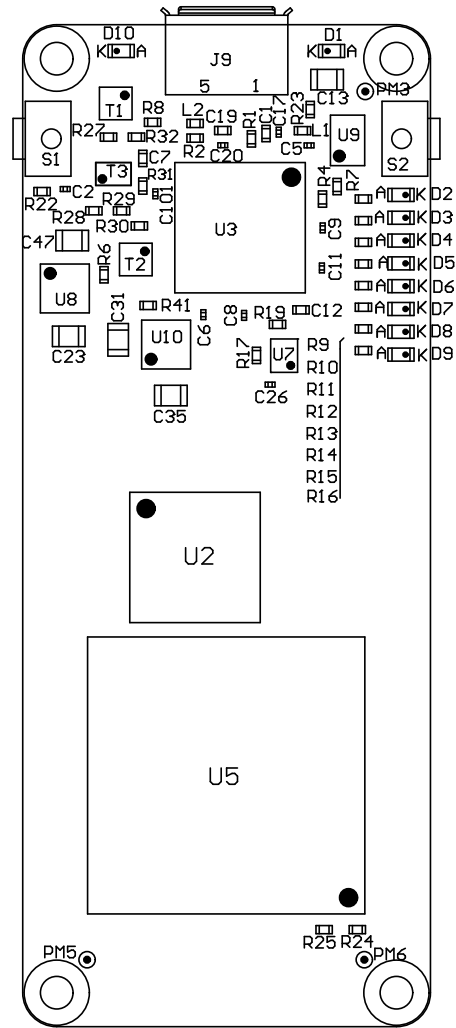 D10
D1
K A
K A
J9
5 1
C13
PM3
T1
R8
L2
C19
R1
C1
C17
R23
L1
U9
R27
R32
R2
C20
C5
S1
S2
T3
C7
R31
C101
R22
C2
R29
R28
R30
U3
R4
R7
A K D2
A K D3
A K D4
A K D5
A K D6
A K D7
A K D8
A K D9
C9
C11
C47
R6
T2
U8
C31
R41
C6
C8
R19
C12
C23
U10
R17
U7
C35
C26
R9
R10
R11
R12
R13
R14
R15
R16
U2
U5
R25 R24
PM5
PM6